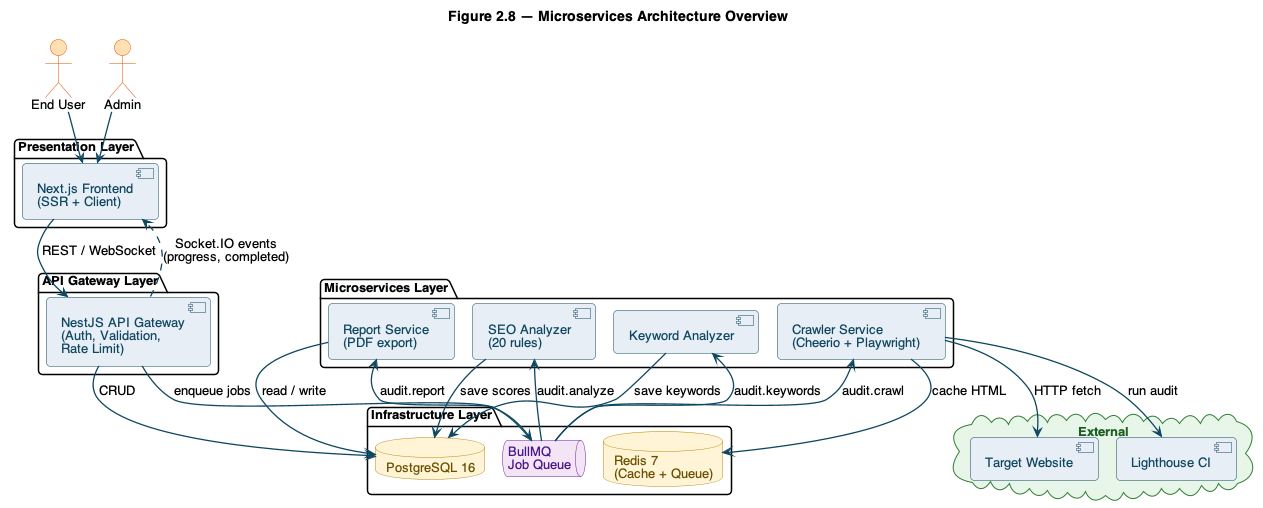 Figure 2.8 — Microservices Architecture Overview
End User
Admin
Presentation Layer
Next.js Frontend
(SSR + Client)
REST / WebSocket
Socket.IO events
(progress, completed)
API Gateway Layer
NestJS API Gateway
(Auth, Validation,
Rate Limit)
Microservices Layer
Report Service
(PDF export)
SEO Analyzer
(20 rules)
Keyword Analyzer
Crawler Service
(Cheerio + Playwright)
CRUD
enqueue jobs
read / write
audit.report
save scores
audit.analyze
save keywords
audit.keywords
audit.crawl
cache HTML
HTTP fetch
run audit
Infrastructure Layer
PostgreSQL 16
BullMQ
Job Queue
Redis 7
(Cache + Queue)
External
Target Website
Lighthouse CI